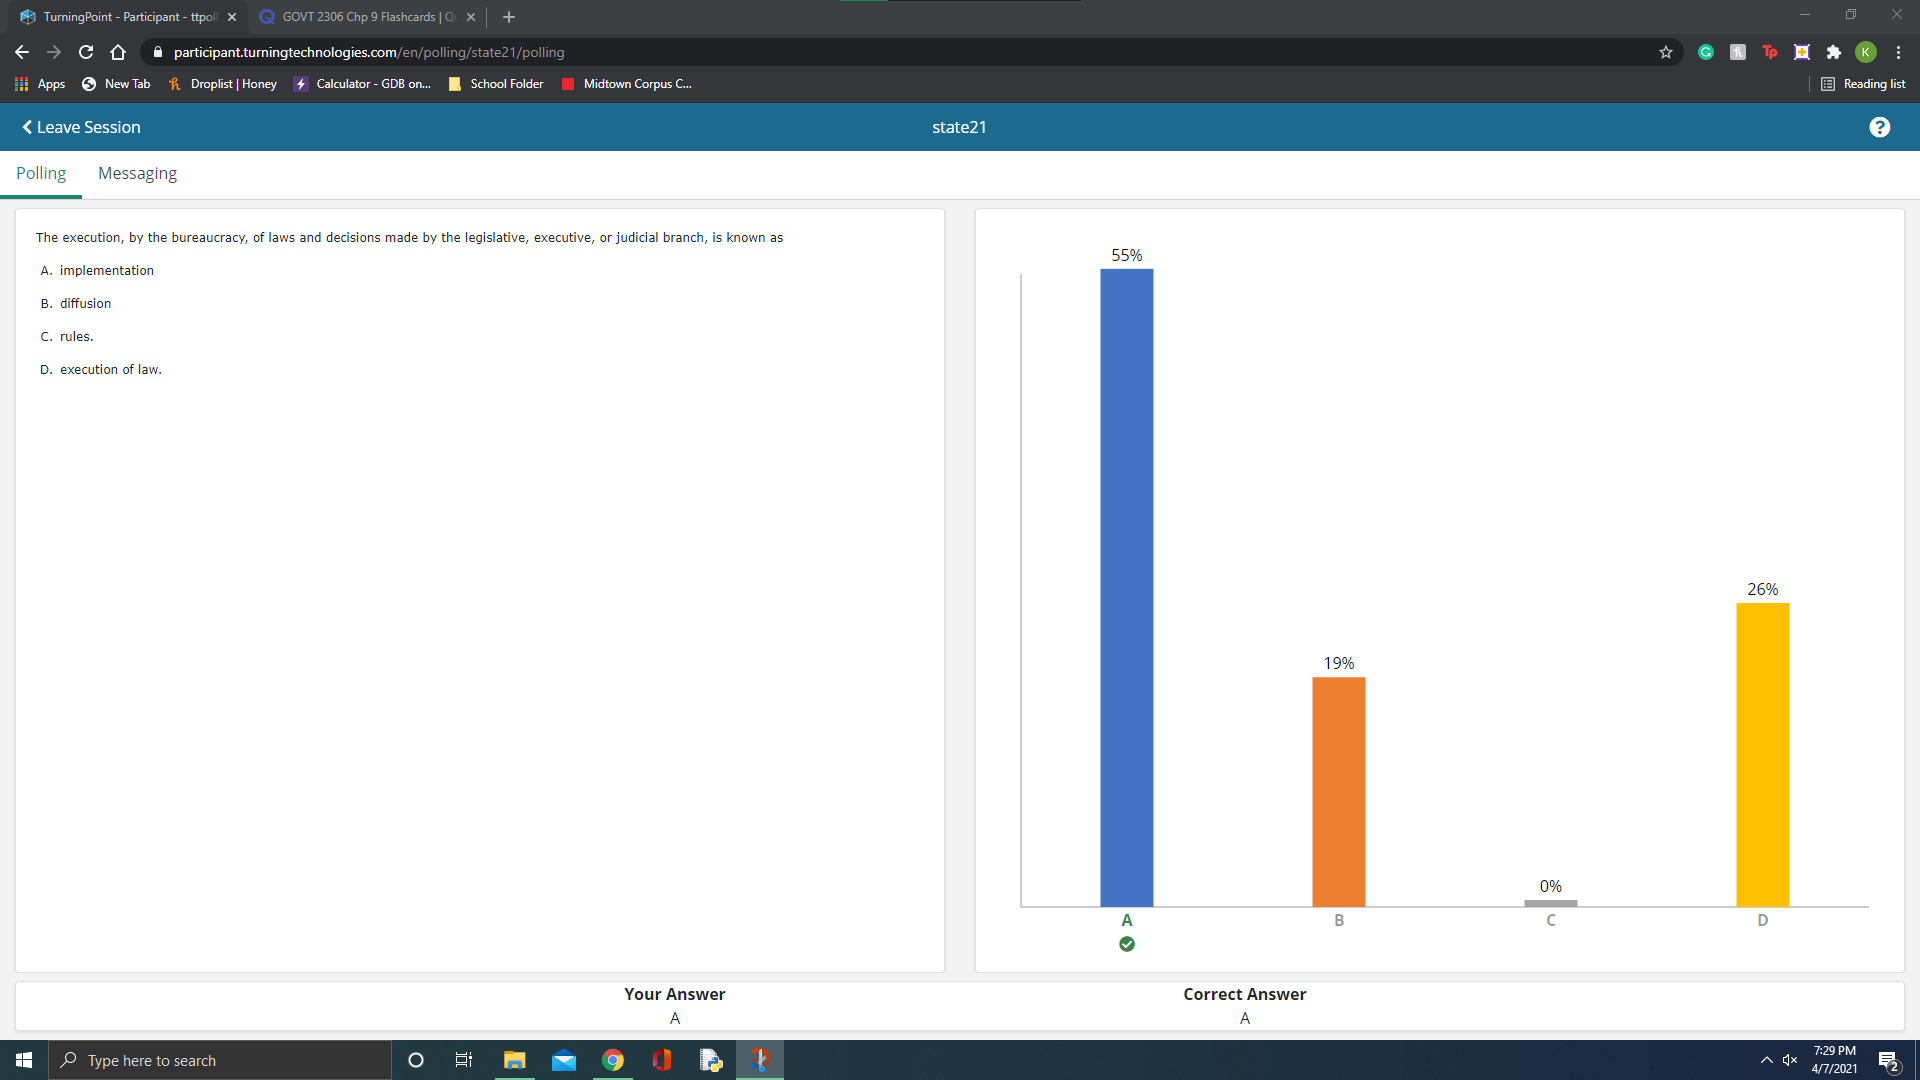 TurningPoint - Participant - ttpoll
GOVT 2306 Chp 9 Flashcards | Q
participant.turningtechnologies.com/en/polling/state21/polling
Apps
New Tab
Droplist | Honey
Calculator - GDB on...
School Folder
Midtown Corpus C...
Reading list
Leave Session
state21
Polling
Messaging
The execution, by the bureaucracy, of laws and decisions made by the legislative, executive, or judicial branch, is known as
A. implementation
B. diffusion
C. rules.
D. execution of law.
55%
19%
0%
26%
A
B
C
D
Your Answer
A
Correct Answer
A
Type here to search
7:29 PM
4/7/2021
2